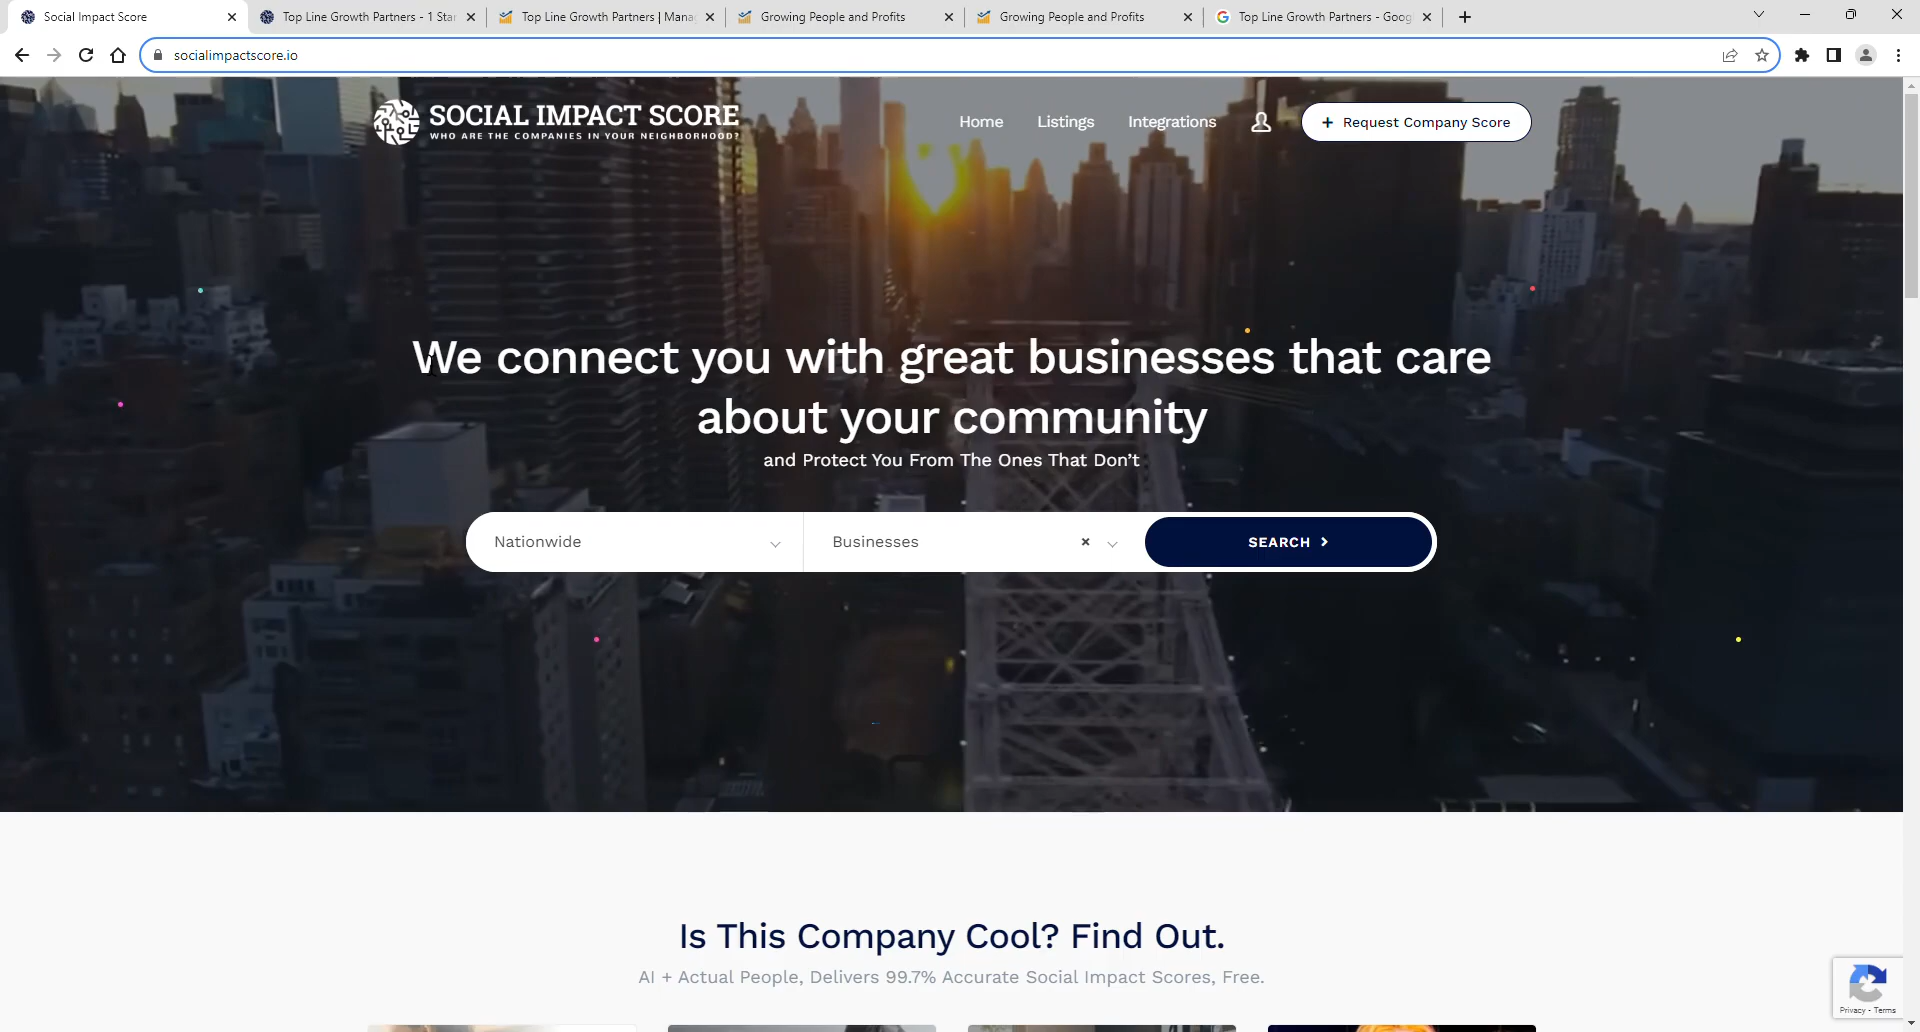 Social Impact Score
Top Line Growth Partners - 1 Star
Top Line Growth Partners | Mana
Growing People and Profits
Growing People and Profits
Top Line Growth Partners - Goog
socialimpactscore.io
SOCIAL IMPACT SCORE
WHO ARE THE COMPANIES IN YOUR NEIGHBORHOOD?
Home
Listings
Integrations
+ Request Company Score
We connect you with great businesses that care
about your community
and Protect You From The Ones That Don't
Nationwide
Businesses
SEARCH
Is This Company Cool? Find Out.
AI + Actual People, Delivers 99.7% Accurate Social Impact Scores, Free.
Privacy - Terms